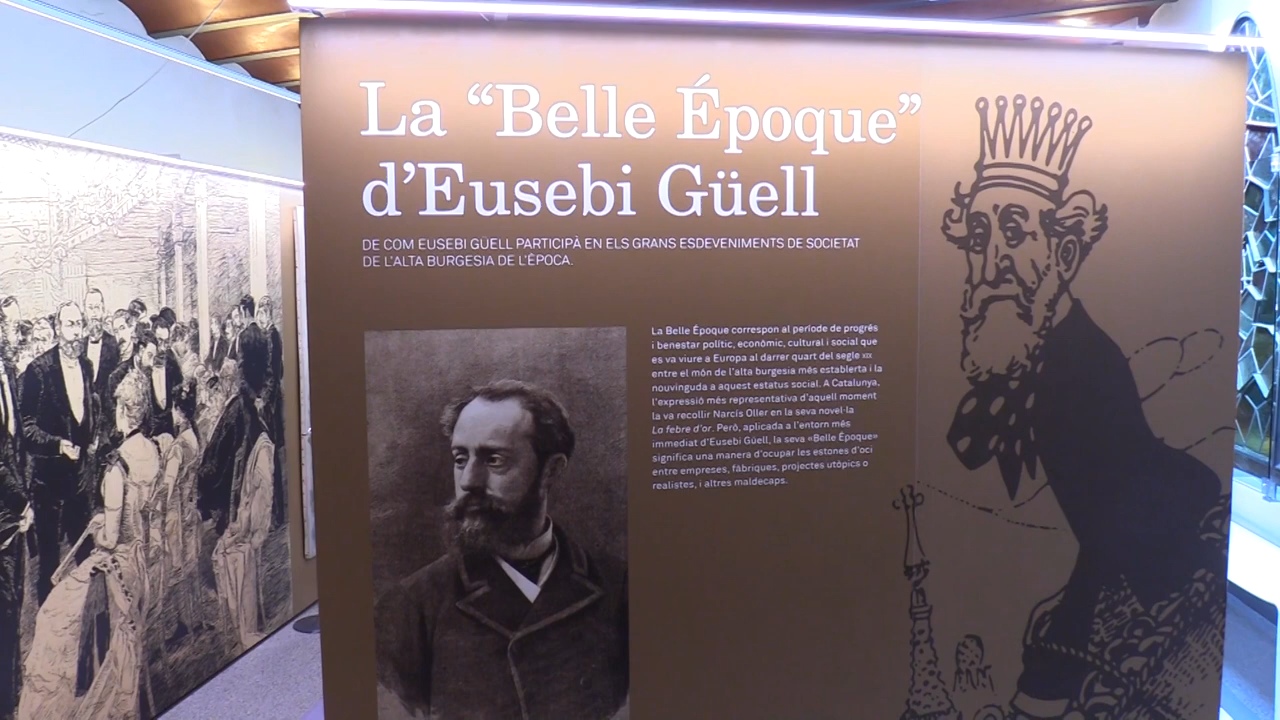 La “Belle Époque”
d’Eusebi Güell
DE COM EUSEBI GÜELL PARTICIPÀ EN ELS GRANS ESDEVENIMENTS DE SOCIETAT
DE L’ALTA BURGESIA DE L’ÈPOCA.
La Belle Époque correspon al període de progrés
i benestar polític, econòmic, cultural i social que
es va viure a Europa al darrer quart del segle XIX
entre el món de l’alta burgesia més establerta i la
nouvinguda a aquest estatus social. A Catalunya,
l’expressió més representativa d’aquell moment
la va recollir Narcís Oller en la seva novel·la
La febre d’or. Però, aplicada a l’entorn més
immediat d’Eusebi Güell, la seva «Belle Époque»
significa una manera d’ocupar les estones d’oci
entre empreses, fàbriques, projectes utòpics o
realistes, i altres maldecaps.